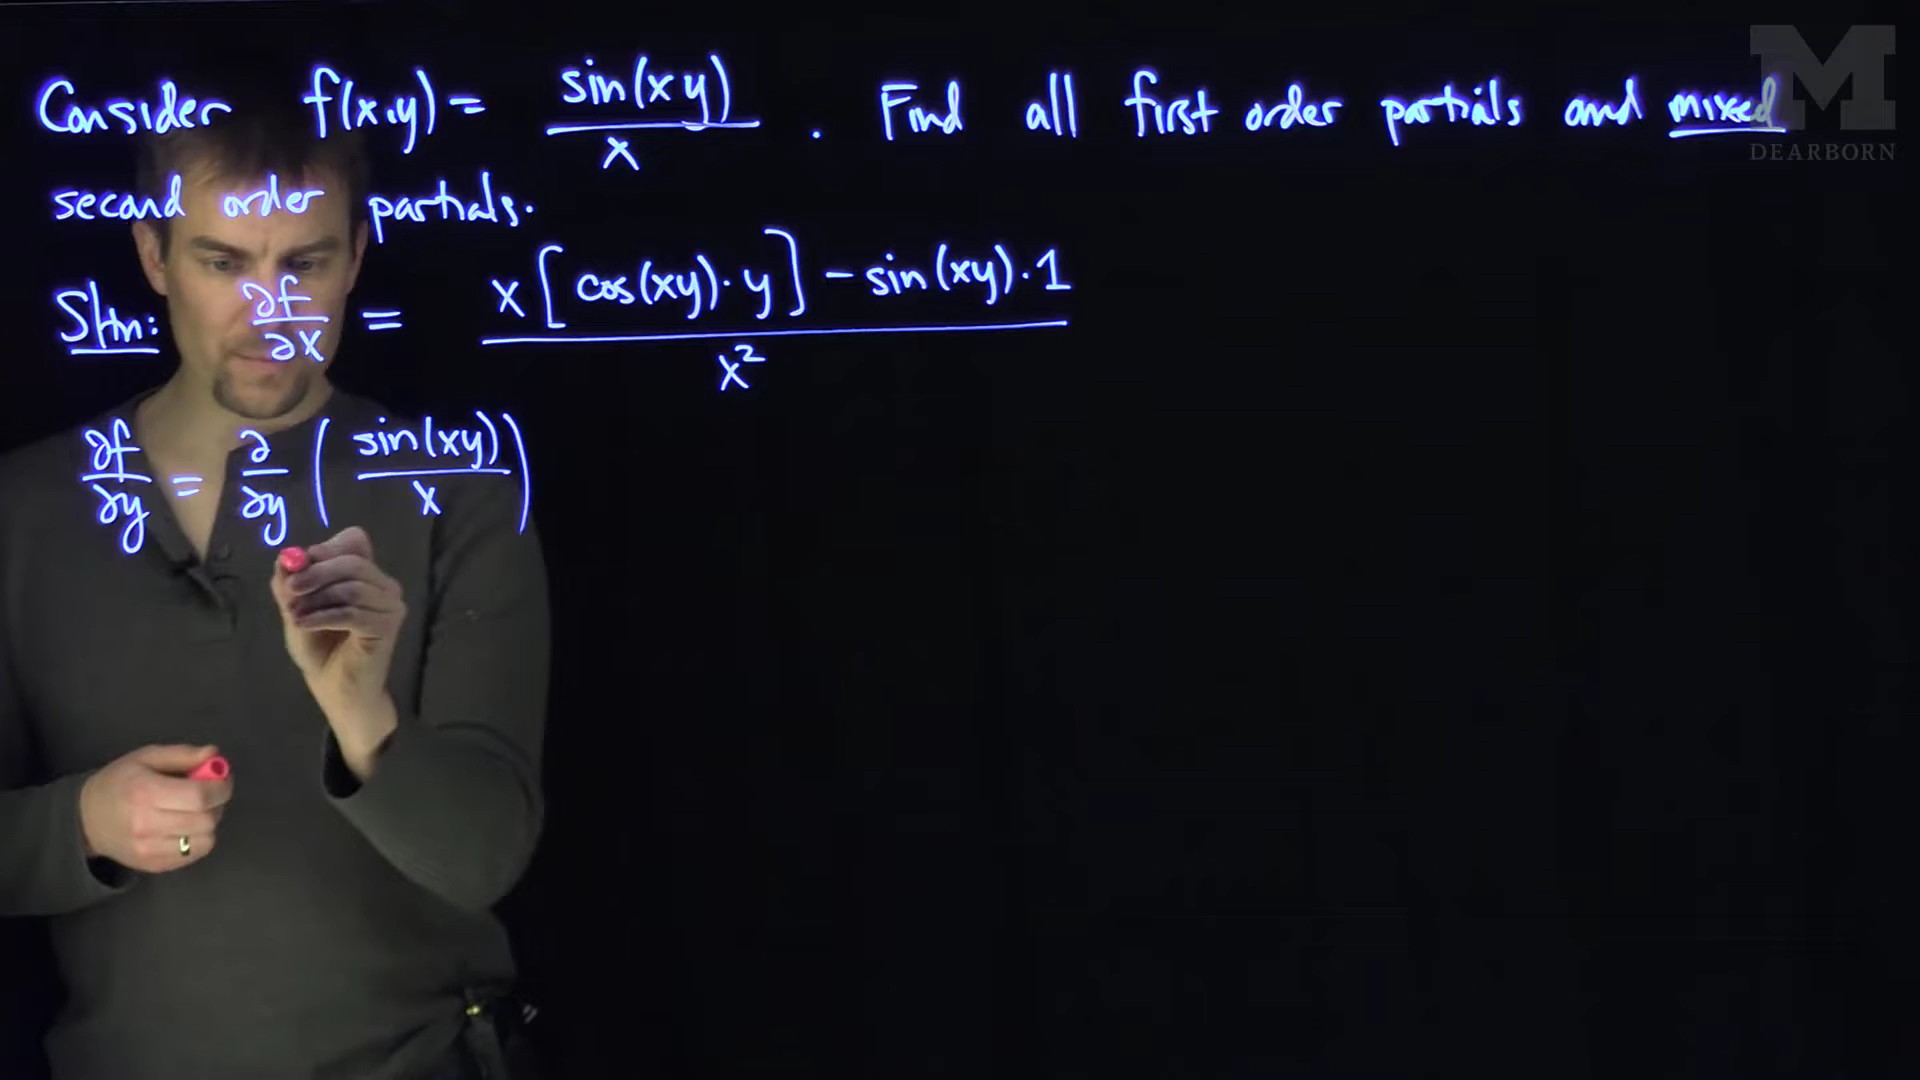 Consider f(x,y) = sin(xy)/x . Find all first order partials and mixed
second order partials.
Sltn: ∂f/∂x = (x[cos(xy)·y] - sin(xy)·1)/x²
∂f/∂y = ∂/∂y (sin(xy)/x)
M
DEARBORN